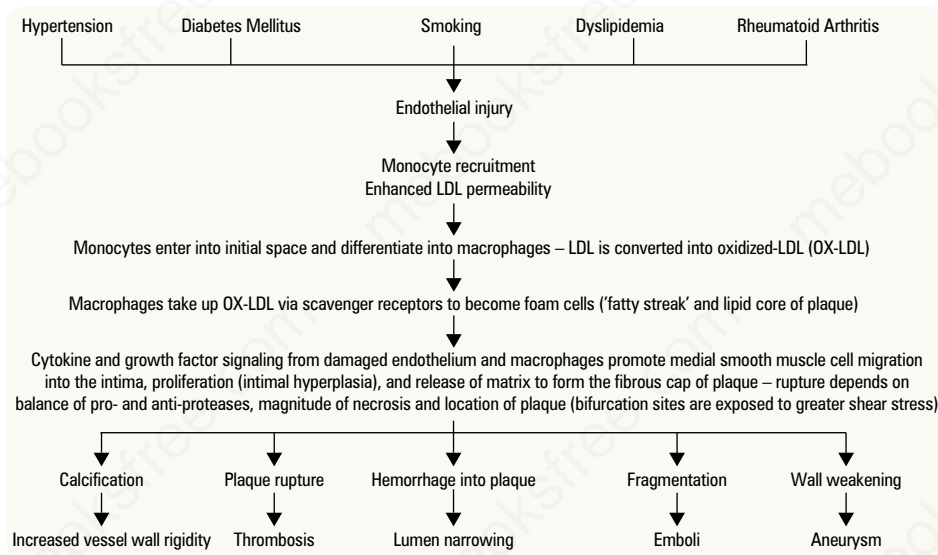 Hypertension Diabetes Mellitus Smoking Dyslipidemia Rheumatoid Arthritis
Endothelial injury
Monocyte recruitment
Enhanced LDL permeability
Monocytes enter into initial space and differentiate into macrophages – LDL is converted into oxidized-LDL (OX-LDL)
Macrophages take up OX-LDL via scavenger receptors to become foam cells ('fatty streak' and lipid core of plaque)
Cytokine and growth factor signaling from damaged endothelium and macrophages promote medial smooth muscle cell migration
into the intima, proliferation (intimal hyperplasia), and release of matrix to form the fibrous cap of plaque – rupture depends on
balance of pro- and anti-proteases, magnitude of necrosis and location of plaque (bifurcation sites are exposed to greater shear stress)
Calcification Plaque rupture Hemorrhage into plaque Fragmentation Wall weakening
Increased vessel wall rigidity Thrombosis Lumen narrowing Emboli Aneurysm